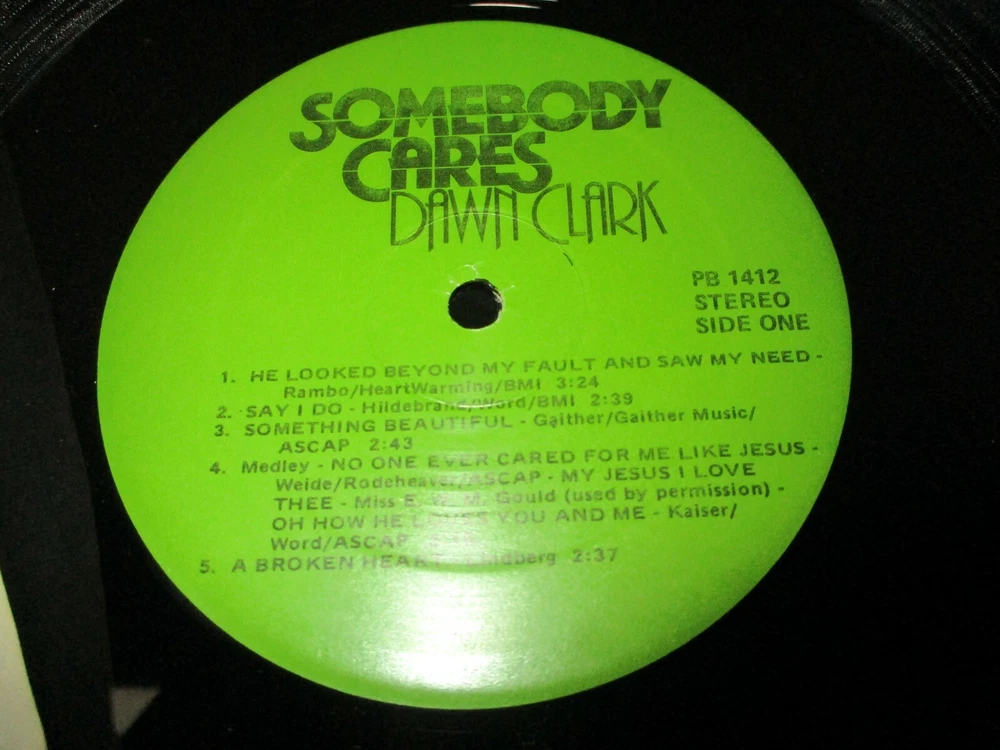 SOMEBODY
CARES
DAWN CLARK
PB 1412
STEREO
SIDE ONE
1. HE LOOKED BEYOND MY FAULT AND SAW MY NEED -
Rambo/HeartWarming/BMI 3:24
2. SAY I DO - Hildebrand/Word/BMI 2:39
3. SOMETHING BEAUTIFUL - Gaither/Gaither Music/
ASCAP 2:43
4. Medley - NO ONE EVER CARED FOR ME LIKE JESUS -
Weide/Rodeheaver/ASCAP - MY JESUS I LOVE
THEE - Miss E. W. M. Gould (used by permission) -
OH HOW HE LOVES YOU AND ME - Kaiser/
Word/ASCAP
5. A BROKEN HEART - 2:37